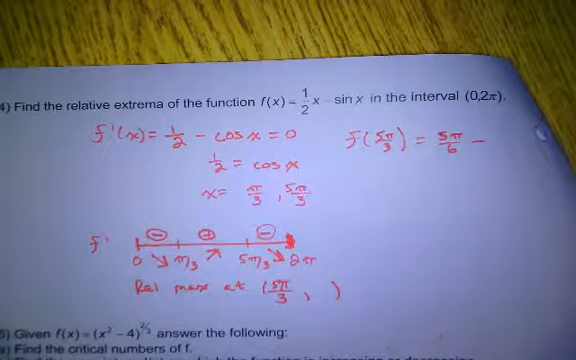 4) Find the relative extrema of the function f(x) = 1/2 x - sin x in the interval (0,2π).
f'(x) = 1/2 - cos x = 0
f(5π/3) = 5π/6 -
1/2 = cos x
x = π/3 , 5π/3
f' ⊖ ⊕ ⊖
0 ↘ π/3 ↗ 5π/3 ↘ 2π
Rel max at (5π/3, )
5) Given f(x) = (x² - 4)^2/3 answer the following:
a) Find the critical numbers of f.